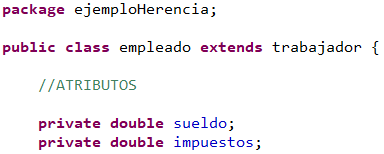 package ejemploHerencia;
public class empleado extends trabajador {
//ATRIBUTOS
private double sueldo;
private double impuestos;